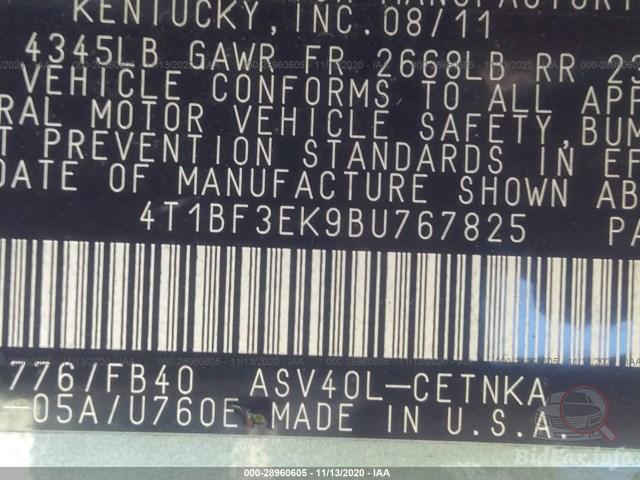 KENTUCKY, INC. 08/11
4345LB GAWR FR 2668LB RR
VEHICLE CONFORMS TO ALL
MOTOR VEHICLE SAFETY,
PREVENTION STANDARDS IN
DATE OF MANUFACTURE SHOWN
4T1BF3EK9BU767825
776/FB40 ASV40L-CETNKA
-05A/U760E MADE IN U.S.A.
000-28960605 - 11/13/2020 - IAA
BidFax.info